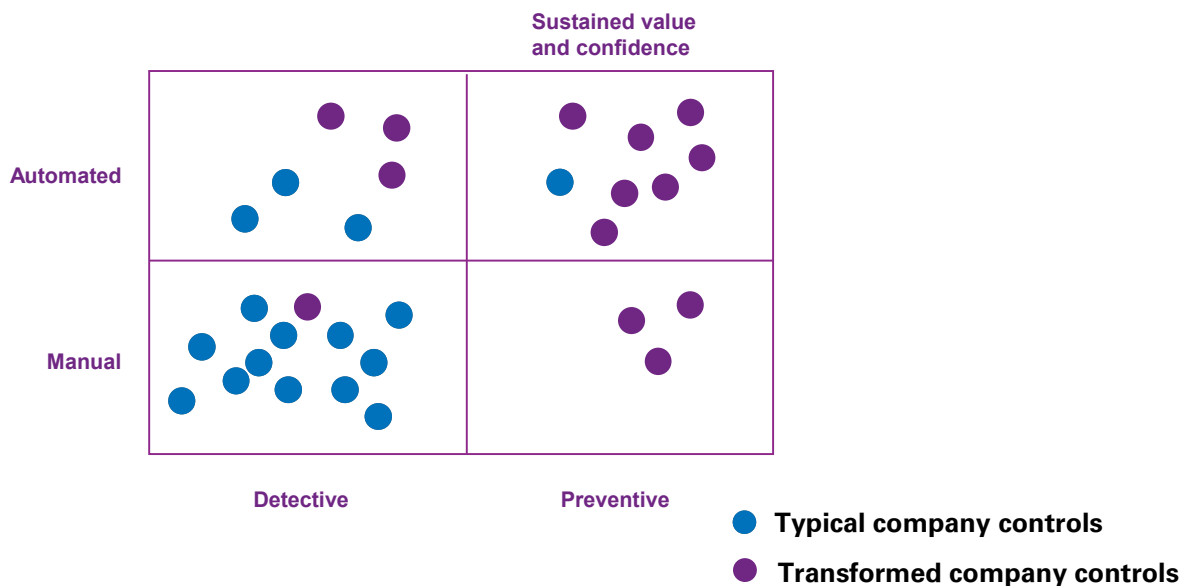 Sustained value
and confidence
Automated
Manual
Detective
Preventive
Typical company controls
Transformed company controls